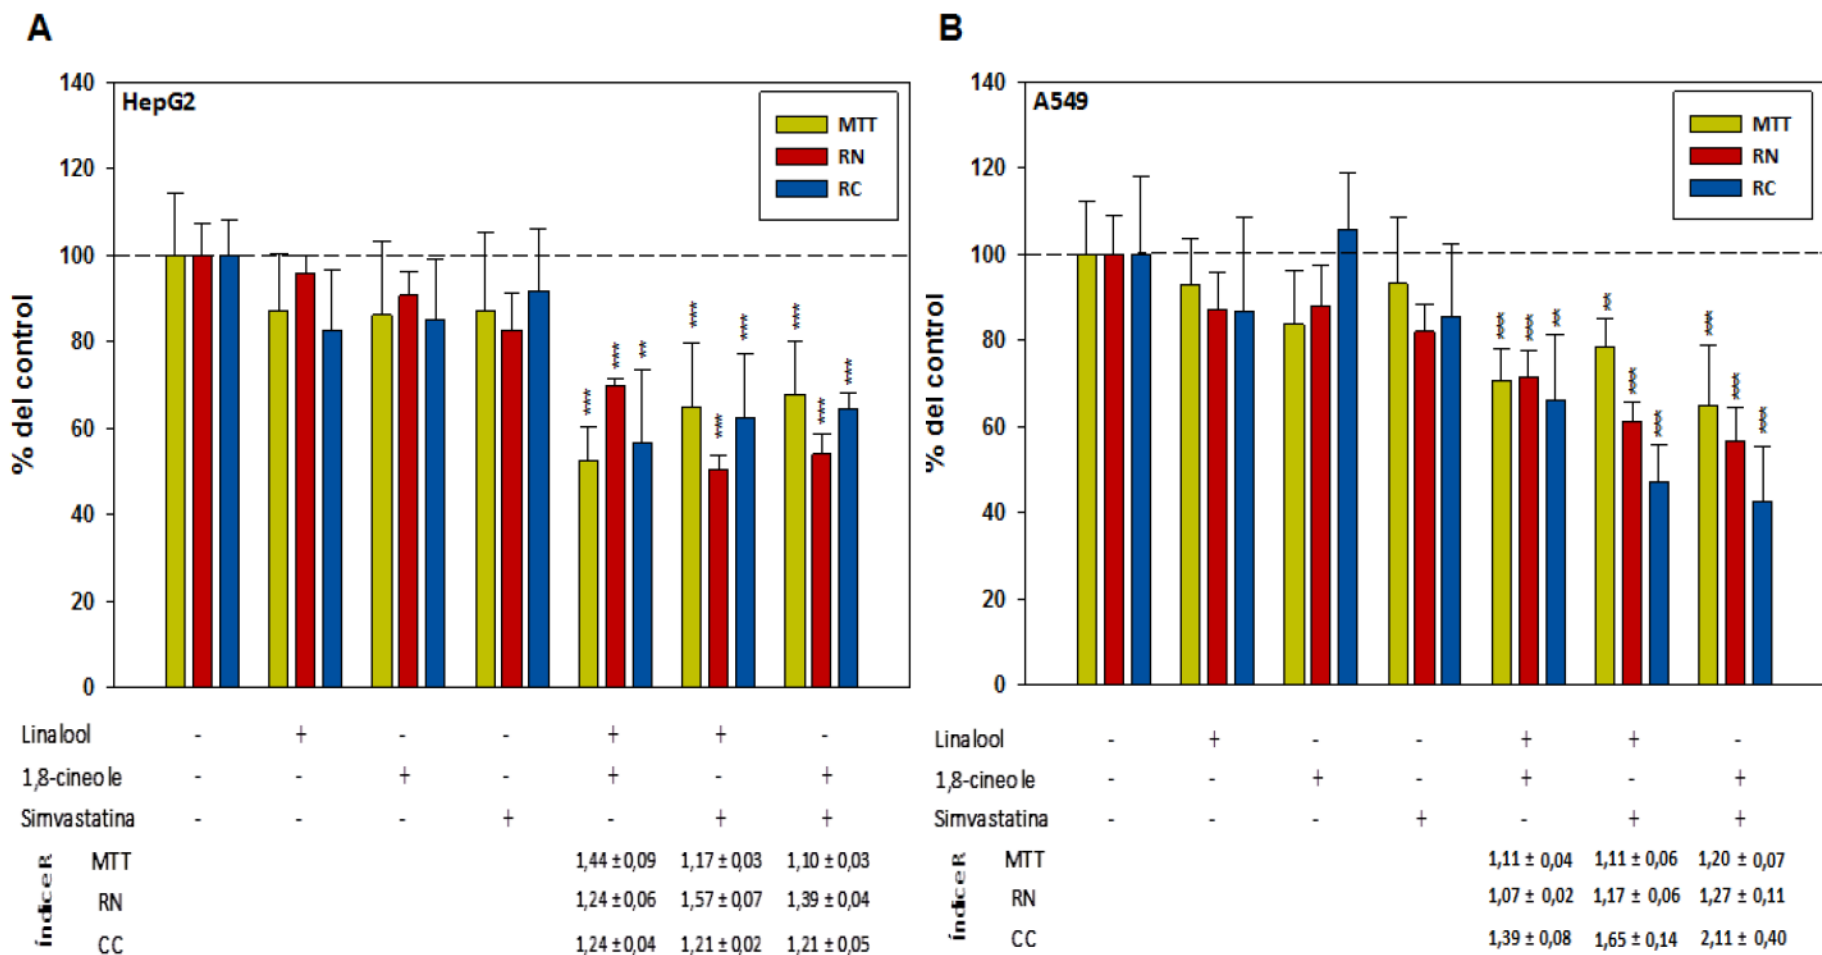 A
HepG2
MTT
RN
RC
% del control
140
120
100
80
60
40
20
0
*** *** ** *** *** *** *** *** ***
Linalool - + - - + + -
1,8-cineole - - + - + - +
Simvastatina - - - + - + +
Índice R
MTT 1,44 ± 0,09 1,17 ± 0,03 1,10 ± 0,03
RN 1,24 ± 0,06 1,57 ± 0,07 1,39 ± 0,04
CC 1,24 ± 0,04 1,21 ± 0,02 1,21 ± 0,05
B
A549
MTT
RN
RC
% del control
140
120
100
80
60
40
20
0
*** *** ** ** *** *** *** *** ***
Linalool - + - - + + -
1,8-cineole - - + - + - +
Simvastatina - - - + - + +
Índice R
MTT 1,11 ± 0,04 1,11 ± 0,06 1,20 ± 0,07
RN 1,07 ± 0,02 1,17 ± 0,06 1,27 ± 0,11
CC 1,39 ± 0,08 1,65 ± 0,14 2,11 ± 0,40